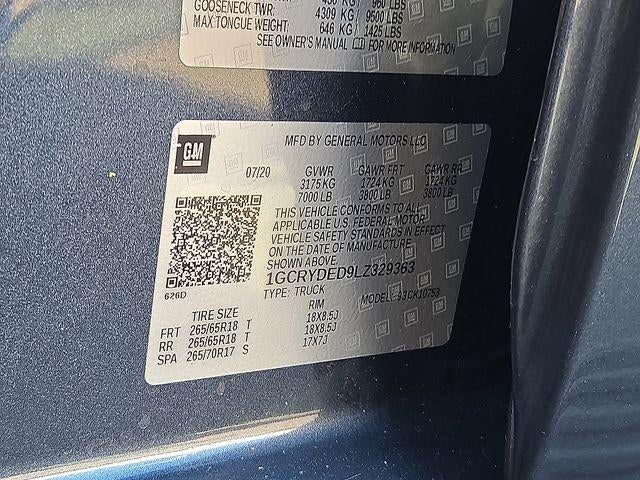 GOOSENECK TWR: 4309 KG 9500 LBS
MAX TONGUE WEIGHT: 646 KG 1425 LBS
SEE OWNER'S MANUAL FOR MORE INFORMATION
GM
MFD BY GENERAL MOTORS LLC
07/20 GVWR GAWR FRT GAWR RR
3175 KG 1724 KG 1724 KG
7000 LB 3800 LB 3800 LB
THIS VEHICLE CONFORMS TO ALL
APPLICABLE U.S. FEDERAL MOTOR
VEHICLE SAFETY STANDARDS IN EFFECT
ON THE DATE OF MANUFACTURE
SHOWN ABOVE.
1GCRYDED9LZ329363
626D
TYPE: TRUCK MODEL: 93CK10753
TIRE SIZE RIM
FRT 265/65R18 T 18X8.5J
RR 265/65R18 T 18X8.5J
SPA 265/70R17 S 17X7J